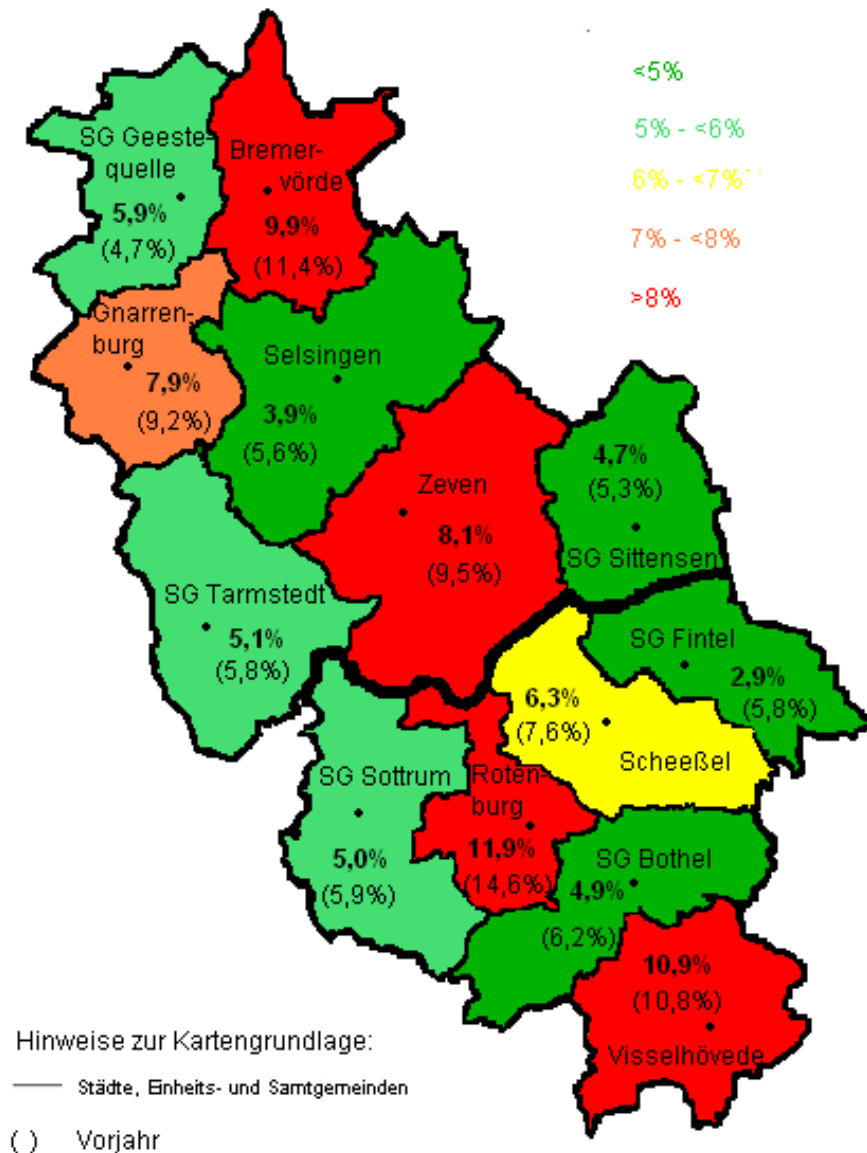 <5%
5% - <6%
6% - <7%
7% - <8%
>8%
SG Geeste-
quelle
5,9%
(4,7%)
Bremer-
vörde
9,9%
(11,4%)
Gnarren-
burg
7,9%
(9,2%)
Selsingen
3,9%
(5,6%)
Zeven
8,1%
(9,5%)
4,7%
(5,3%)
SG Sittensen
SG Tarmstedt
5,1%
(5,8%)
SG Fintel
2,9%
(5,8%)
6,3%
(7,6%)
Scheeßel
SG Sottrum
5,0%
(5,9%)
Roten-
burg
11,9%
(14,6%)
SG Bothel
4,9%
(6,2%)
10,9%
(10,8%)
Visselhövede
Hinweise zur Kartengrundlage:
Städte, Einheits- und Samtgemeinden
( ) Vorjahr